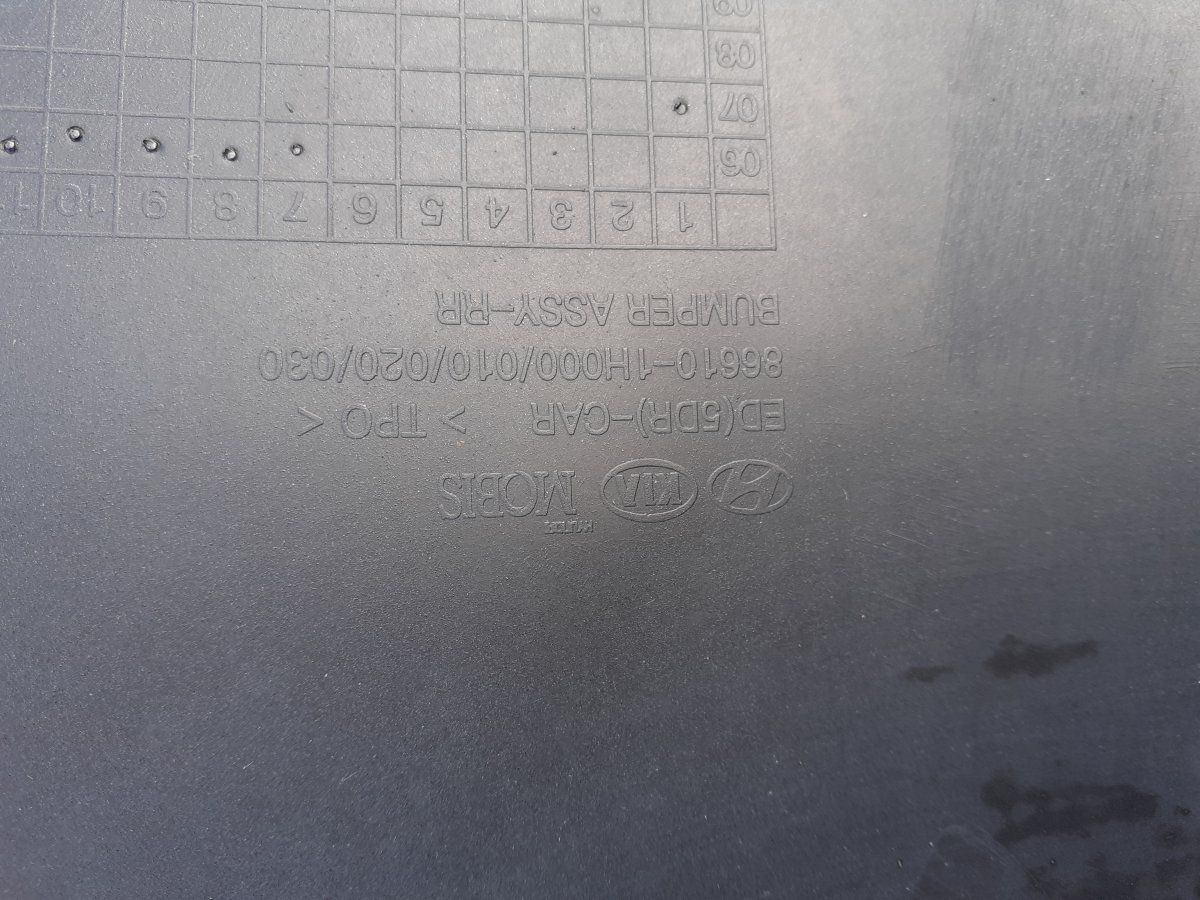 KIA MOBIS
ED(5DR)-CAR > TPO <
86610-1H000/010/020/030
BUMPER ASSY-RR
1 2 3 4 5 6 7 8 9 10
06
07
08
09